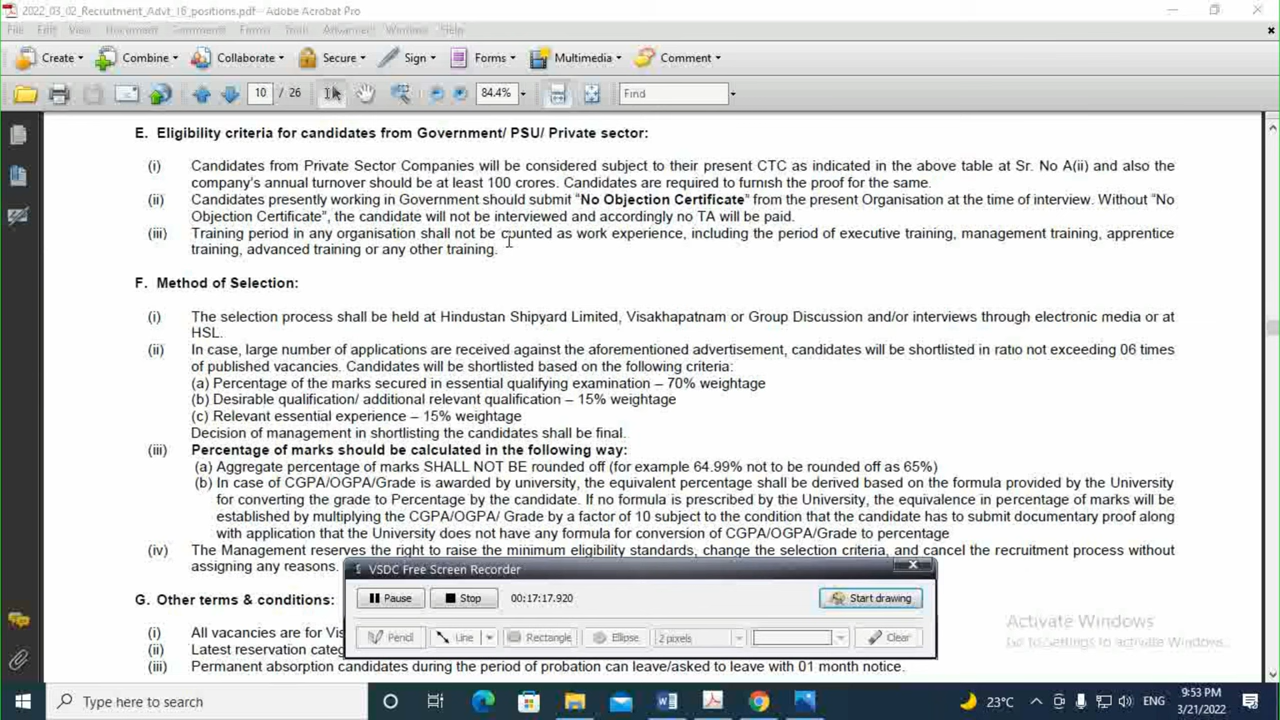 2022_03_02_Recruitment_Advt_16_positions.pdf - Adobe Acrobat Pro
File Edit View Document Comments Forms Tools Advanced Window Help
Create Combine Collaborate Secure Sign Forms Multimedia Comment
10 / 26 84.4% Find
E. Eligibility criteria for candidates from Government/ PSU/ Private sector:
(i) Candidates from Private Sector Companies will be considered subject to their present CTC as indicated in the above table at Sr. No A(ii) and also the
company's annual turnover should be at least 100 crores. Candidates are required to furnish the proof for the same.
(ii) Candidates presently working in Government should submit "No Objection Certificate" from the present Organisation at the time of interview. Without "No
Objection Certificate", the candidate will not be interviewed and accordingly no TA will be paid.
(iii) Training period in any organisation shall not be counted as work experience, including the period of executive training, management training, apprentice
training, advanced training or any other training.
F. Method of Selection:
(i) The selection process shall be held at Hindustan Shipyard Limited, Visakhapatnam or Group Discussion and/or interviews through electronic media or at
HSL.
(ii) In case, large number of applications are received against the aforementioned advertisement, candidates will be shortlisted in ratio not exceeding 06 times
of published vacancies. Candidates will be shortlisted based on the following criteria:
(a) Percentage of the marks secured in essential qualifying examination – 70% weightage
(b) Desirable qualification/ additional relevant qualification – 15% weightage
(c) Relevant essential experience – 15% weightage
Decision of management in shortlisting the candidates shall be final.
(iii) Percentage of marks should be calculated in the following way:
(a) Aggregate percentage of marks SHALL NOT BE rounded off (for example 64.99% not to be rounded off as 65%)
(b) In case of CGPA/OGPA/Grade is awarded by university, the equivalent percentage shall be derived based on the formula provided by the University
for converting the grade to Percentage by the candidate. If no formula is prescribed by the University, the equivalence in percentage of marks will be
established by multiplying the CGPA/OGPA/ Grade by a factor of 10 subject to the condition that the candidate has to submit documentary proof along
with application that the University does not have any formula for conversion of CGPA/OGPA/Grade to percentage
(iv) The Management reserves the right to raise the minimum eligibility standards, change the selection criteria, and cancel the recruitment process without
assigning any reasons.
VSDC Free Screen Recorder
Pause Stop 00:17:17.920 Start drawing
Pencil Line Rectangle Ellipse 2 pixels Clear
G. Other terms & conditions:
(i) All vacancies are for Vis
(ii) Latest reservation categ
(iii) Permanent absorption candidates during the period of probation can leave/asked to leave with 01 month notice.
Activate Windows
Go to Settings to activate Windows.
Type here to search
23°C ENG 9:53 PM
3/21/2022